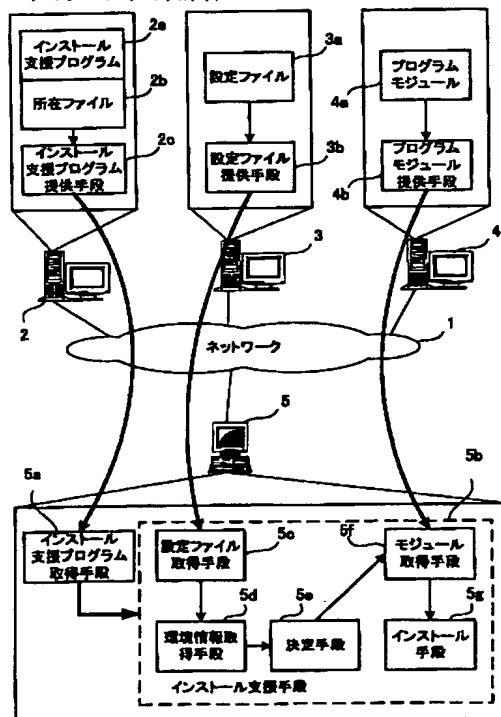 2a
インストール
支援プログラム
2b
所在ファイル
2c
インストール
支援プログラム
提供手段
3a
設定ファイル
3b
設定ファイル
提供手段
4a
プログラム
モジュール
4b
プログラム
モジュール
提供手段
2
3
4
1
ネットワーク
5
5a
5b
インストール
支援プログラム
取得手段
設定ファイル
取得手段
5c
5f
モジュール
取得手段
5d
環境情報取
得手段
5e
決定手段
5g
インストール
手段
インストール支援手段